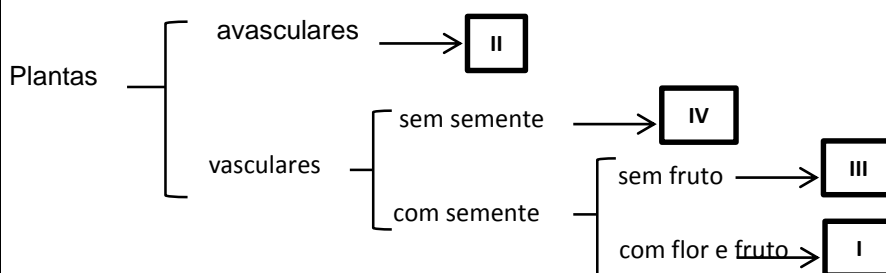 avasculares
II
Plantas
sem semente
IV
vasculares
sem fruto
III
com semente
com flor e fruto
I